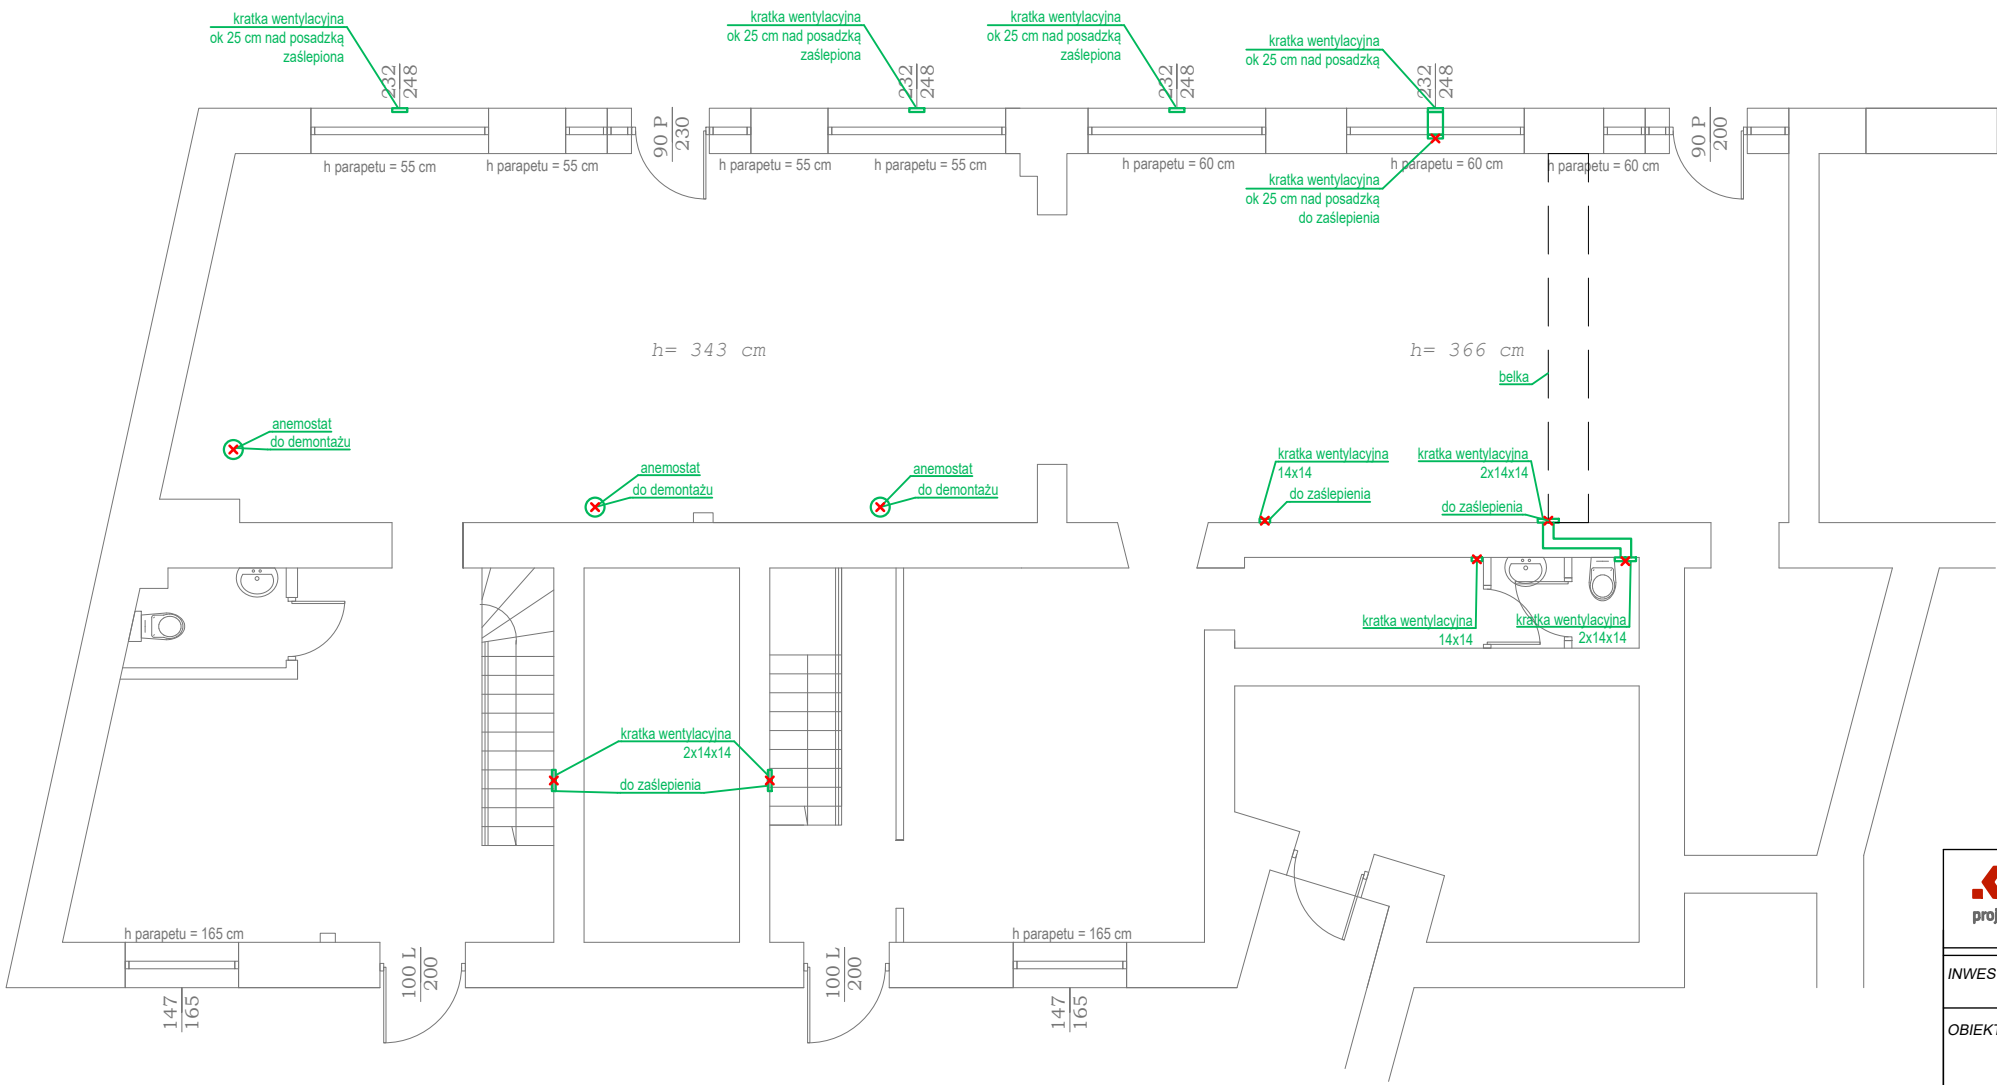 kratka wentylacyjna
ok 25 cm nad posadzką
zaślepiona
kratka wentylacyjna
ok 25 cm nad posadzką
zaślepiona
kratka wentylacyjna
ok 25 cm nad posadzką
zaślepiona
kratka wentylacyjna
ok 25 cm nad posadzką
232
248
232
248
232
248
232
248
90 P
230
90 P
200
h parapetu = 55 cm
h parapetu = 55 cm
h parapetu = 55 cm
h parapetu = 55 cm
h parapetu = 60 cm
h parapetu = 60 cm
h parapetu = 60 cm
kratka wentylacyjna
ok 25 cm nad posadzką
do zaślepienia
h= 343 cm
h= 366 cm
belka
anemostat
do demontażu
anemostat
do demontażu
anemostat
do demontażu
kratka wentylacyjna
14x14
do zaślepienia
kratka wentylacyjna
2x14x14
do zaślepienia
kratka wentylacyjna
14x14
kratka wentylacyjna
2x14x14
kratka wentylacyjna
2x14x14
do zaślepienia
h parapetu = 165 cm
h parapetu = 165 cm
100 L
200
100 L
200
147
165
147
165
proj
INWES
OBIEKT